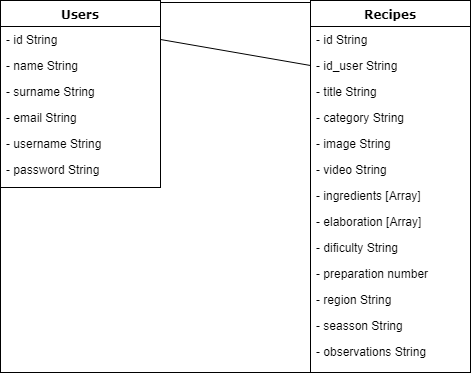 Users
- id String
- name String
- surname String
- email String
- username String
- password String
Recipes
- id String
- id_user String
- title String
- category String
- image String
- video String
- ingredients [Array]
- elaboration [Array]
- dificulty String
- preparation number
- region String
- seasson String
- observations String